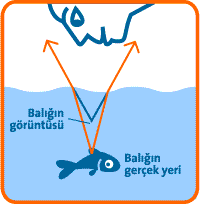 Balığın
görüntüsü
Balığın
gerçek yeri